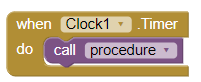 when Clock1 .Timer
do call procedure